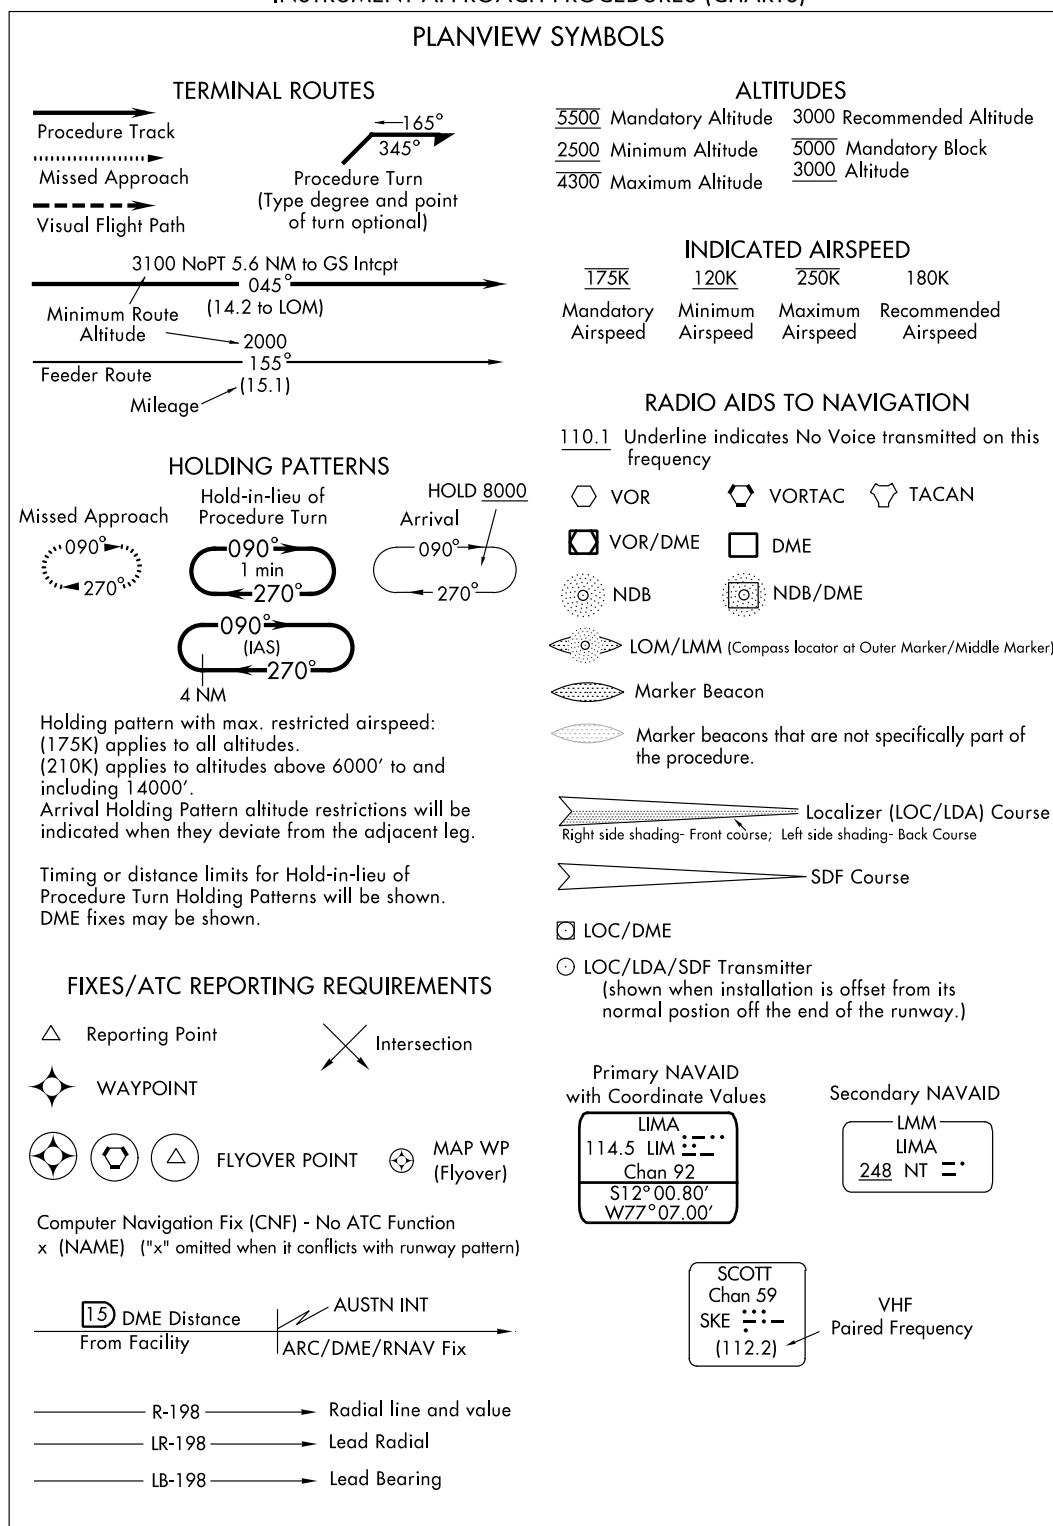 INSTRUMENT APPROACH PROCEDURES (CHARTS)
PLANVIEW SYMBOLS
TERMINAL ROUTES
Procedure Track
Missed Approach
Visual Flight Path
165°
345°
Procedure Turn
(Type degree and point
of turn optional)
3100 NoPT 5.6 NM to GS Intcpt
045°
(14.2 to LOM)
Minimum Route
Altitude
2000
155°
Feeder Route
(15.1)
Mileage
HOLDING PATTERNS
Missed Approach
090°
270°
Hold-in-lieu of
Procedure Turn
090°
1 min
270°
HOLD 8000
Arrival
090°
270°
090°
(IAS)
270°
4 NM
Holding pattern with max. restricted airspeed:
(175K) applies to all altitudes.
(210K) applies to altitudes above 6000′ to and
including 14000′.
Arrival Holding Pattern altitude restrictions will be
indicated when they deviate from the adjacent leg.
Timing or distance limits for Hold-in-lieu of
Procedure Turn Holding Patterns will be shown.
DME fixes may be shown.
FIXES/ATC REPORTING REQUIREMENTS
Reporting Point
Intersection
WAYPOINT
FLYOVER POINT
MAP WP
(Flyover)
Computer Navigation Fix (CNF) - No ATC Function
x (NAME) ("x" omitted when it conflicts with runway pattern)
15 DME Distance
From Facility
AUSTN INT
ARC/DME/RNAV Fix
R-198 Radial line and value
LR-198 Lead Radial
LB-198 Lead Bearing
ALTITUDES
5500 Mandatory Altitude
2500 Minimum Altitude
4300 Maximum Altitude
3000 Recommended Altitude
5000 Mandatory Block
3000 Altitude
INDICATED AIRSPEED
175K 120K 250K 180K
Mandatory Minimum Maximum Recommended
Airspeed Airspeed Airspeed Airspeed
RADIO AIDS TO NAVIGATION
110.1 Underline indicates No Voice transmitted on this
frequency
VOR VORTAC TACAN
VOR/DME DME
NDB NDB/DME
LOM/LMM (Compass locator at Outer Marker/Middle Marker)
Marker Beacon
Marker beacons that are not specifically part of
the procedure.
Localizer (LOC/LDA) Course
Right side shading- Front course; Left side shading- Back Course
SDF Course
LOC/DME
LOC/LDA/SDF Transmitter
(shown when installation is offset from its
normal postion off the end of the runway.)
Primary NAVAID
with Coordinate Values
LIMA
114.5 LIM
Chan 92
S12°00.80′
W77°07.00′
Secondary NAVAID
LMM
LIMA
248 NT
SCOTT
Chan 59
SKE
(112.2)
VHF
Paired Frequency